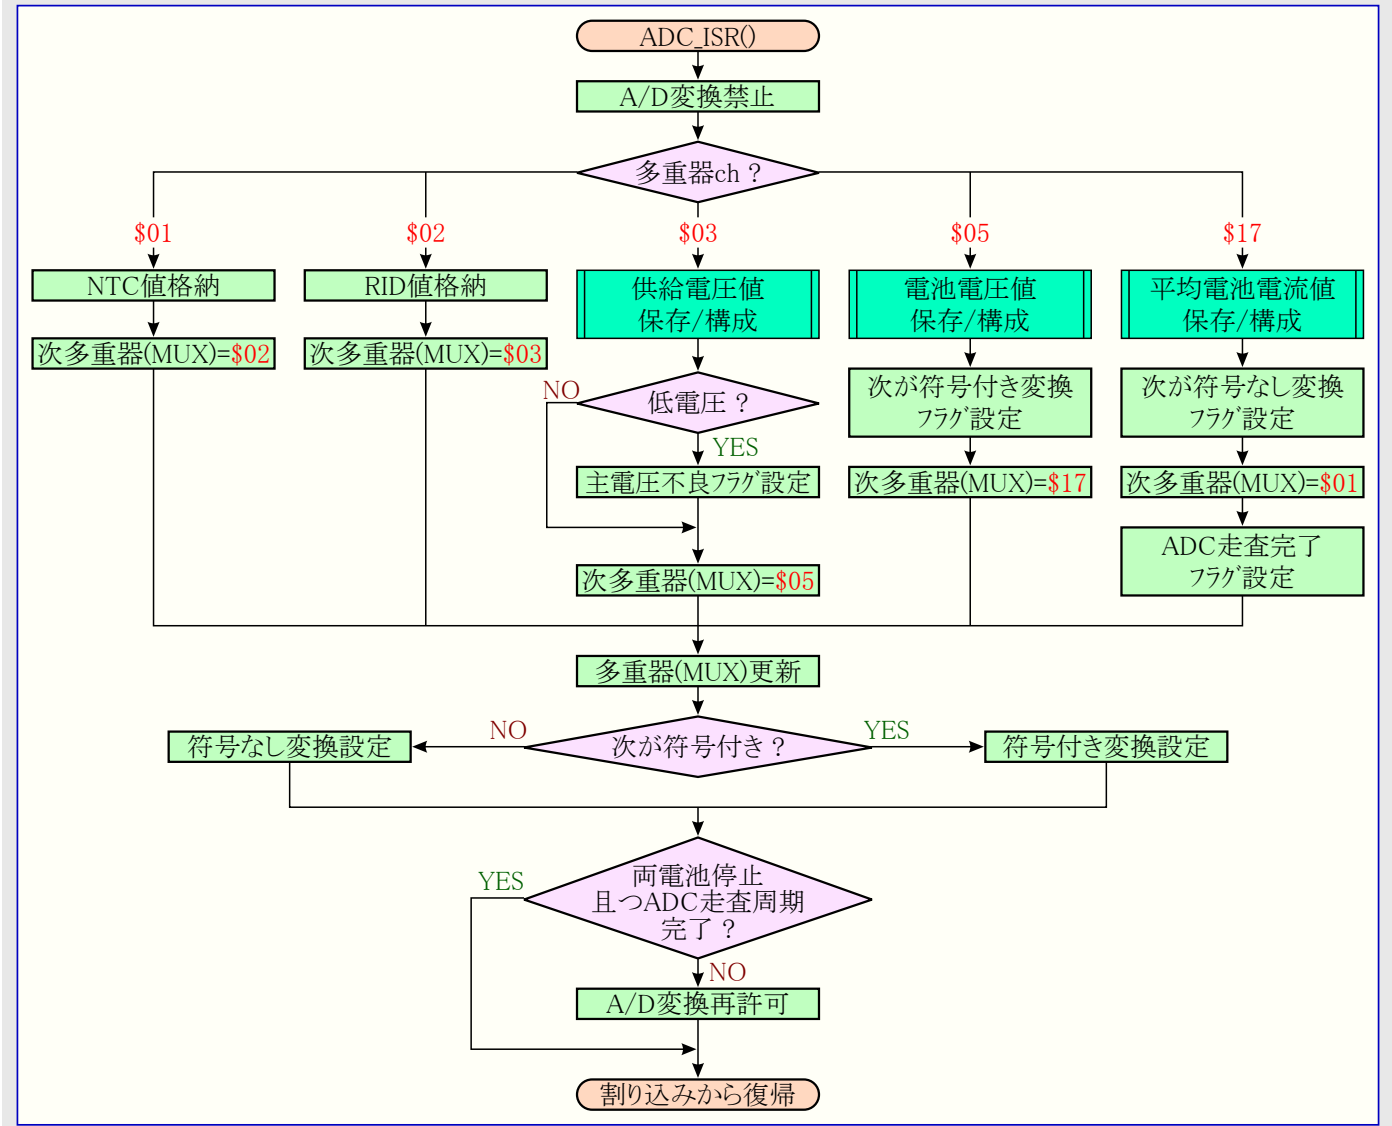 ADC_ISR()
A/D変換禁止
多重器ch ?
$01
$02
$03
$05
$17
NTC値格納
RID値格納
供給電圧値
保存/構成
電池電圧値
保存/構成
平均電池電流値
保存/構成
次多重器(MUX)=$02
次多重器(MUX)=$03
NO
低電圧 ?
YES
次が符号付き変換
フラグ設定
次が符号なし変換
フラグ設定
主電圧不良フラグ設定
次多重器(MUX)=$17
次多重器(MUX)=$01
ADC走査完了
フラグ設定
次多重器(MUX)=$05
多重器(MUX)更新
NO
次が符号付き ?
YES
符号なし変換設定
符号付き変換設定
YES
両電池停止
且つADC走査周期
完了 ?
NO
A/D変換再許可
割り込みから復帰